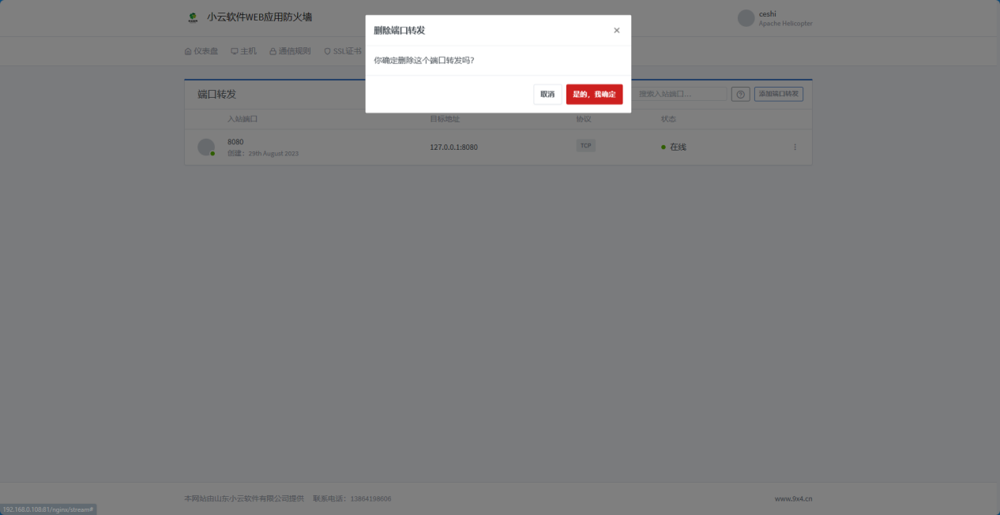 小云软件WEB应用防火墙
ceshi
Apache Helicopter
仪表盘 主机 通信规则 SSL证书
删除端口转发
×
你确定删除这个端口转发吗?
取消 是的，我确定
端口转发 搜索入站端口... 添加端口转发
入站端口 目标地址 协议 状态
8080 127.0.0.1:8080 TCP 在线
创建：29th August 2023
本网站由山东小云软件有限公司提供 联系电话：13864198606 www.9x4.cn
192.168.0.108:81/nginx/stream#